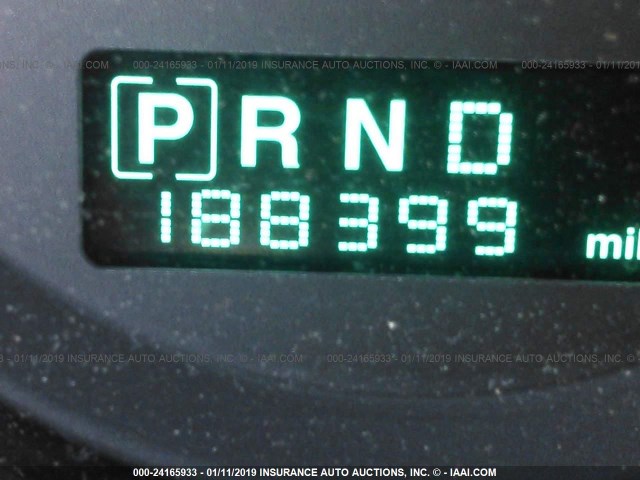 000-24165933 - 01/11/2019 INSURANCE AUTO AUCTIONS, INC. © - IAAI.COM
P R N D
188399
mil
000-24165933 - 01/11/2019 INSURANCE AUTO AUCTIONS, INC. © - IAAI.COM
000-24165933 - 01/11/2019 INSURANCE AUTO AUCTIONS, INC. © - IAAI.COM